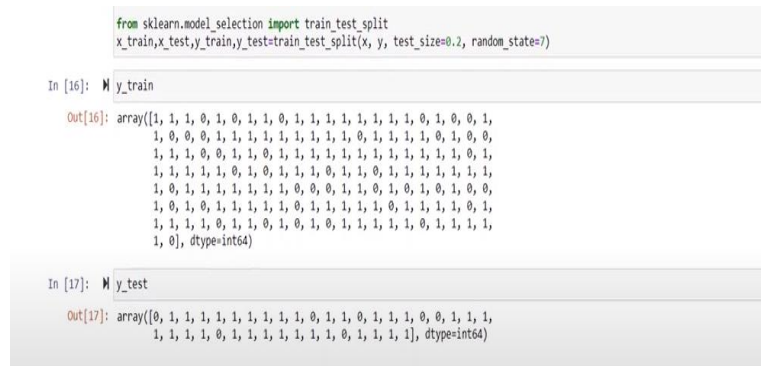 from sklearn.model_selection import train_test_split
x_train,x_test,y_train,y_test=train_test_split(x, y, test_size=0.2, random_state=7)
In [16]: y_train
Out[16]: array([1, 1, 1, 0, 1, 0, 1, 1, 0, 1, 1, 1, 1, 1, 1, 1, 1, 0, 1, 0, 0, 1,
1, 0, 0, 0, 1, 1, 1, 1, 1, 1, 1, 1, 1, 0, 1, 1, 1, 1, 0, 1, 0, 0,
1, 1, 1, 0, 0, 1, 1, 0, 1, 1, 1, 1, 1, 1, 1, 1, 1, 1, 1, 1, 0, 1,
1, 1, 1, 1, 1, 0, 1, 0, 1, 1, 1, 0, 1, 1, 0, 1, 1, 1, 1, 1, 1, 1,
1, 0, 1, 1, 1, 1, 1, 1, 1, 0, 0, 0, 1, 1, 0, 1, 0, 1, 0, 1, 0, 0,
1, 0, 1, 0, 1, 1, 1, 1, 1, 0, 1, 1, 1, 1, 1, 0, 1, 1, 1, 1, 0, 1,
1, 1, 1, 1, 0, 1, 1, 0, 1, 0, 1, 0, 1, 1, 1, 1, 1, 0, 1, 1, 1, 1,
1, 0], dtype=int64)
In [17]: y_test
Out[17]: array([0, 1, 1, 1, 1, 1, 1, 1, 1, 1, 0, 1, 1, 0, 1, 1, 1, 0, 0, 1, 1, 1,
1, 1, 1, 1, 0, 1, 1, 1, 1, 1, 1, 1, 0, 1, 1, 1, 1], dtype=int64)